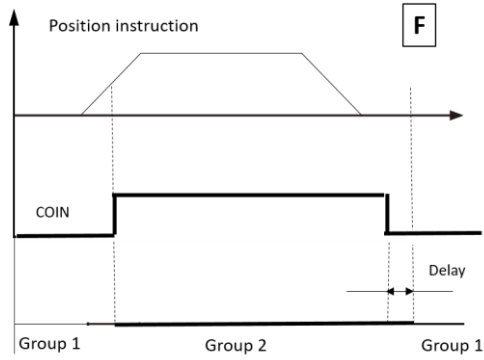 Position instruction
F
COIN
Delay
Group 1
Group 2
Group 1